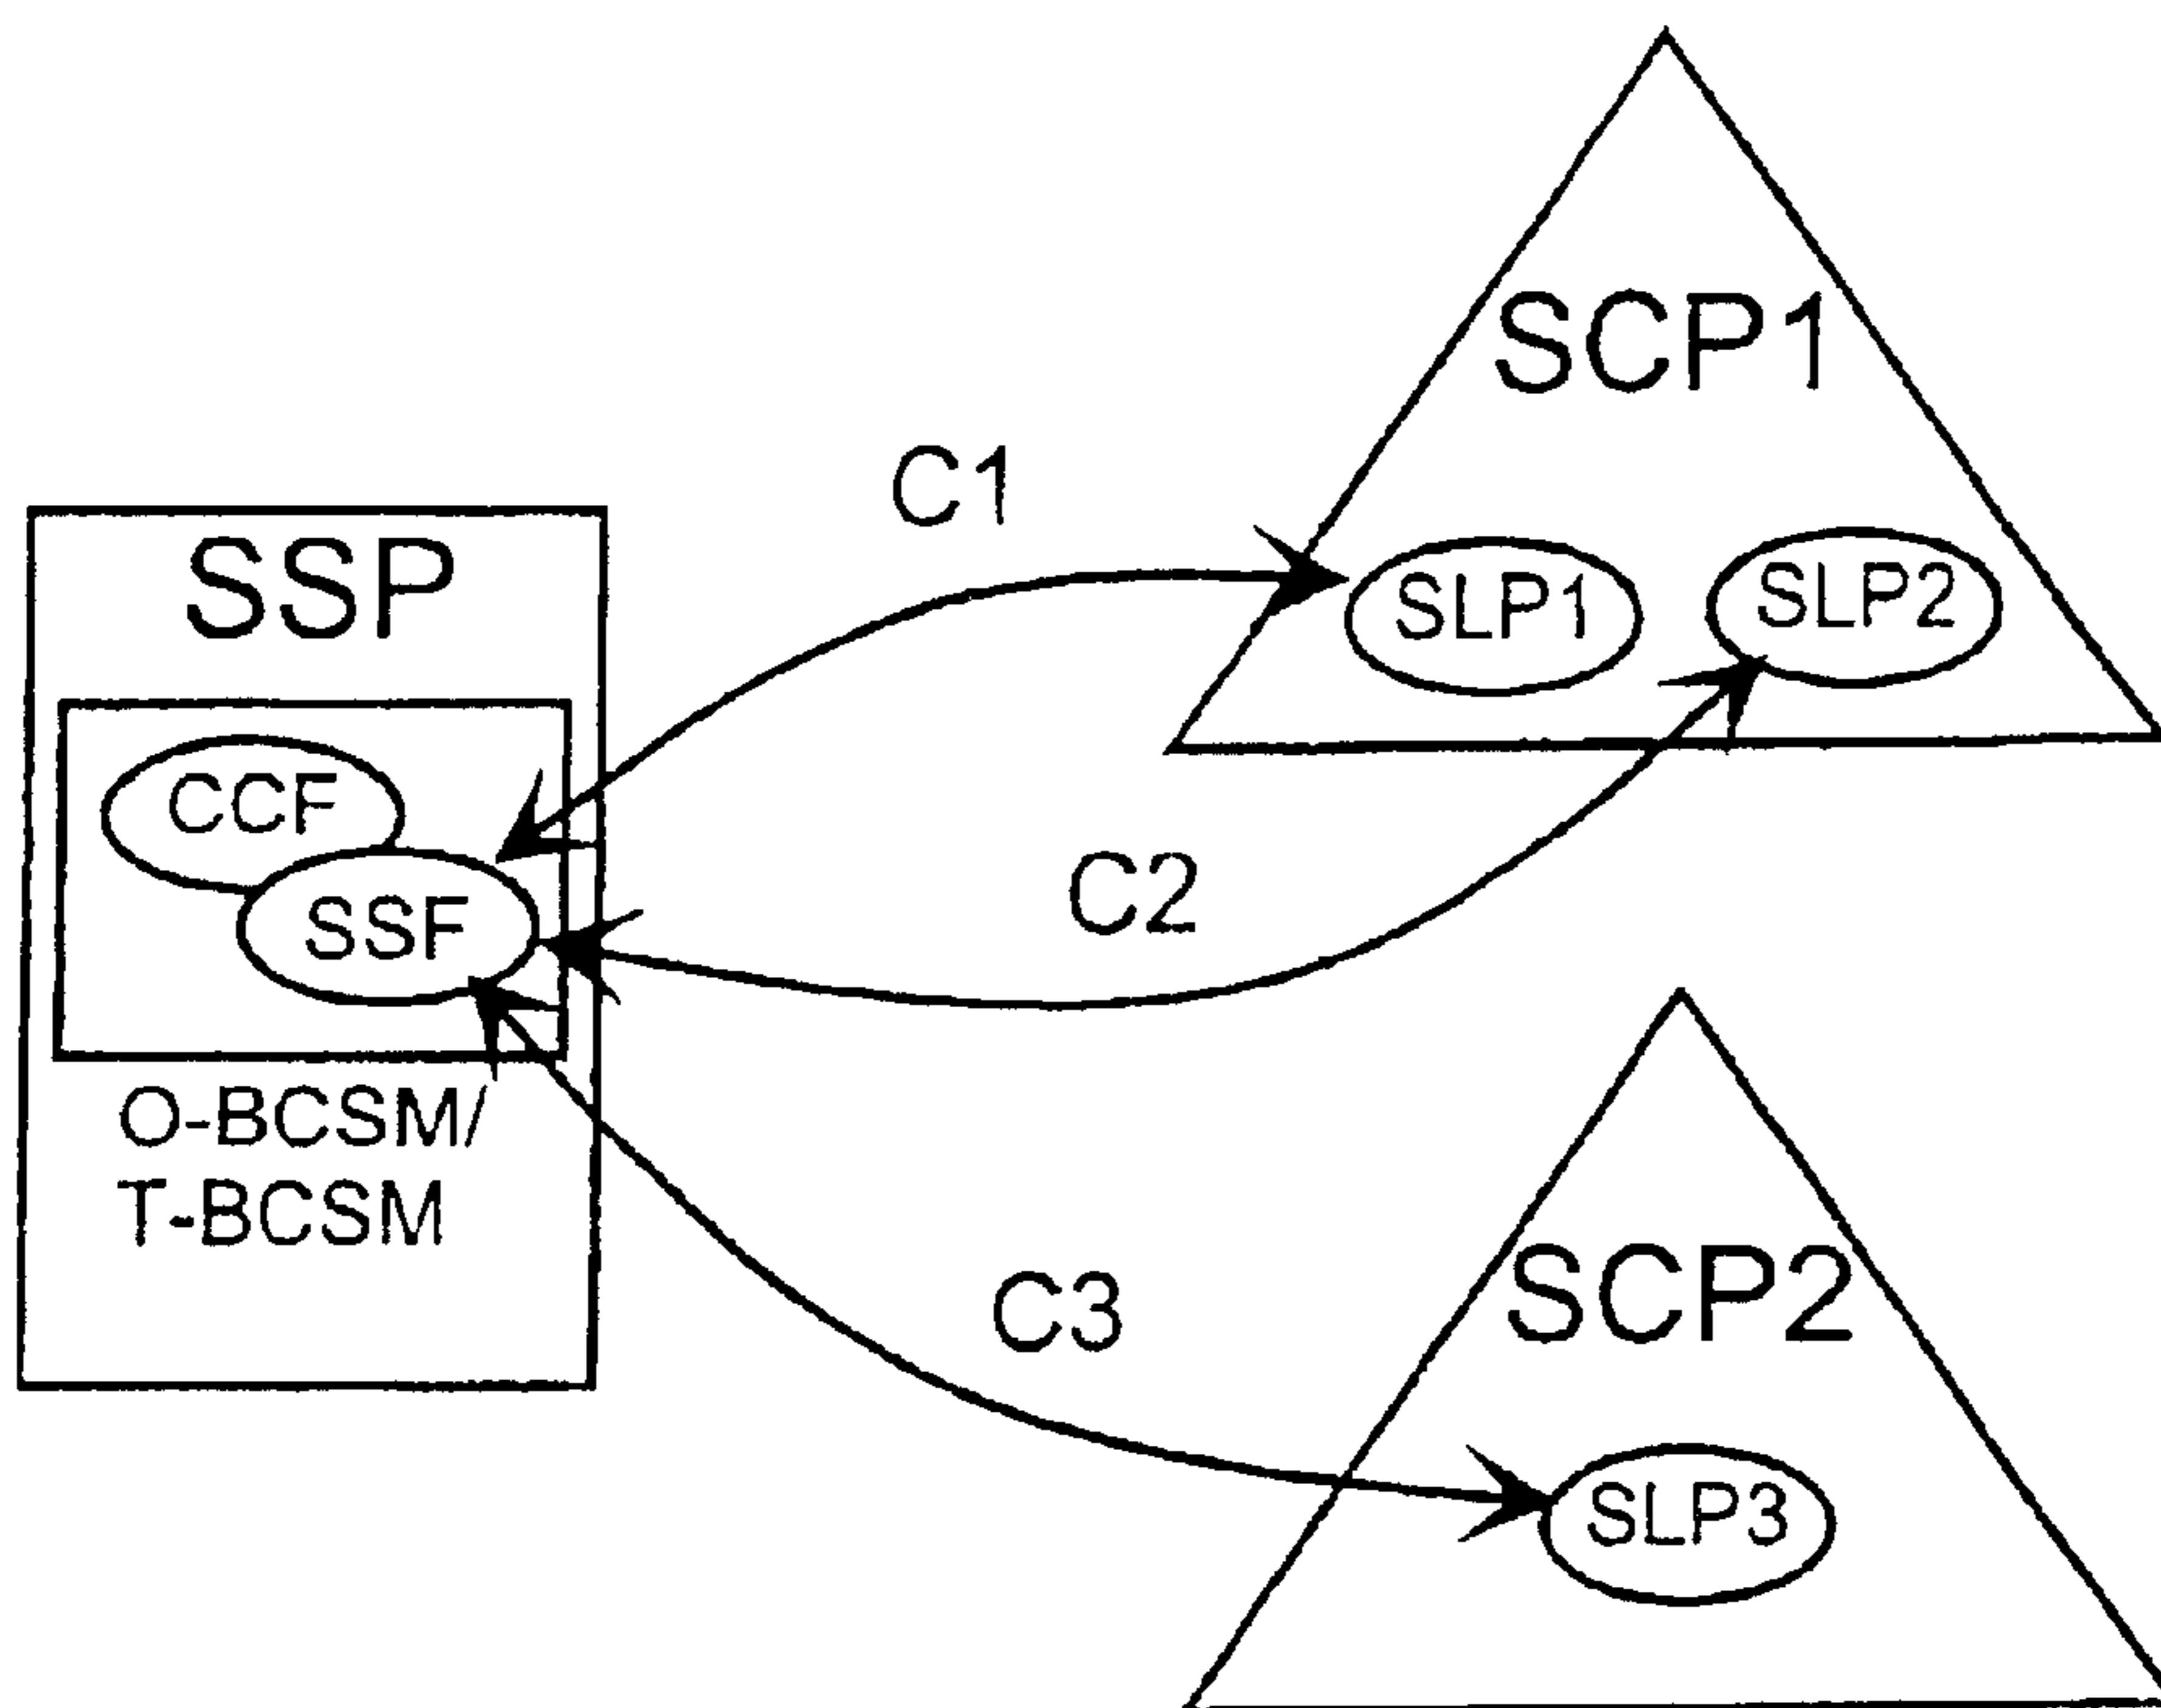 SCP1
C1
SSP
SLP1
SLP2
CCF
SSF
C2
O-BCSM/
T-BCSM
C3
SCP2
SLP3